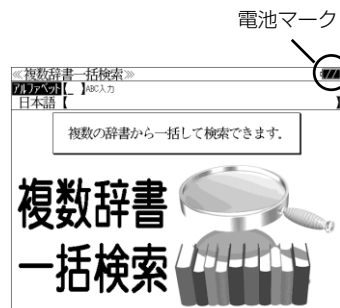 電池マーク
≪複数辞書一括検索≫
アルファベット【_ 】ABC入力
日本語【 】
複数の辞書から一括して検索できます．
複数辞書
一括検索